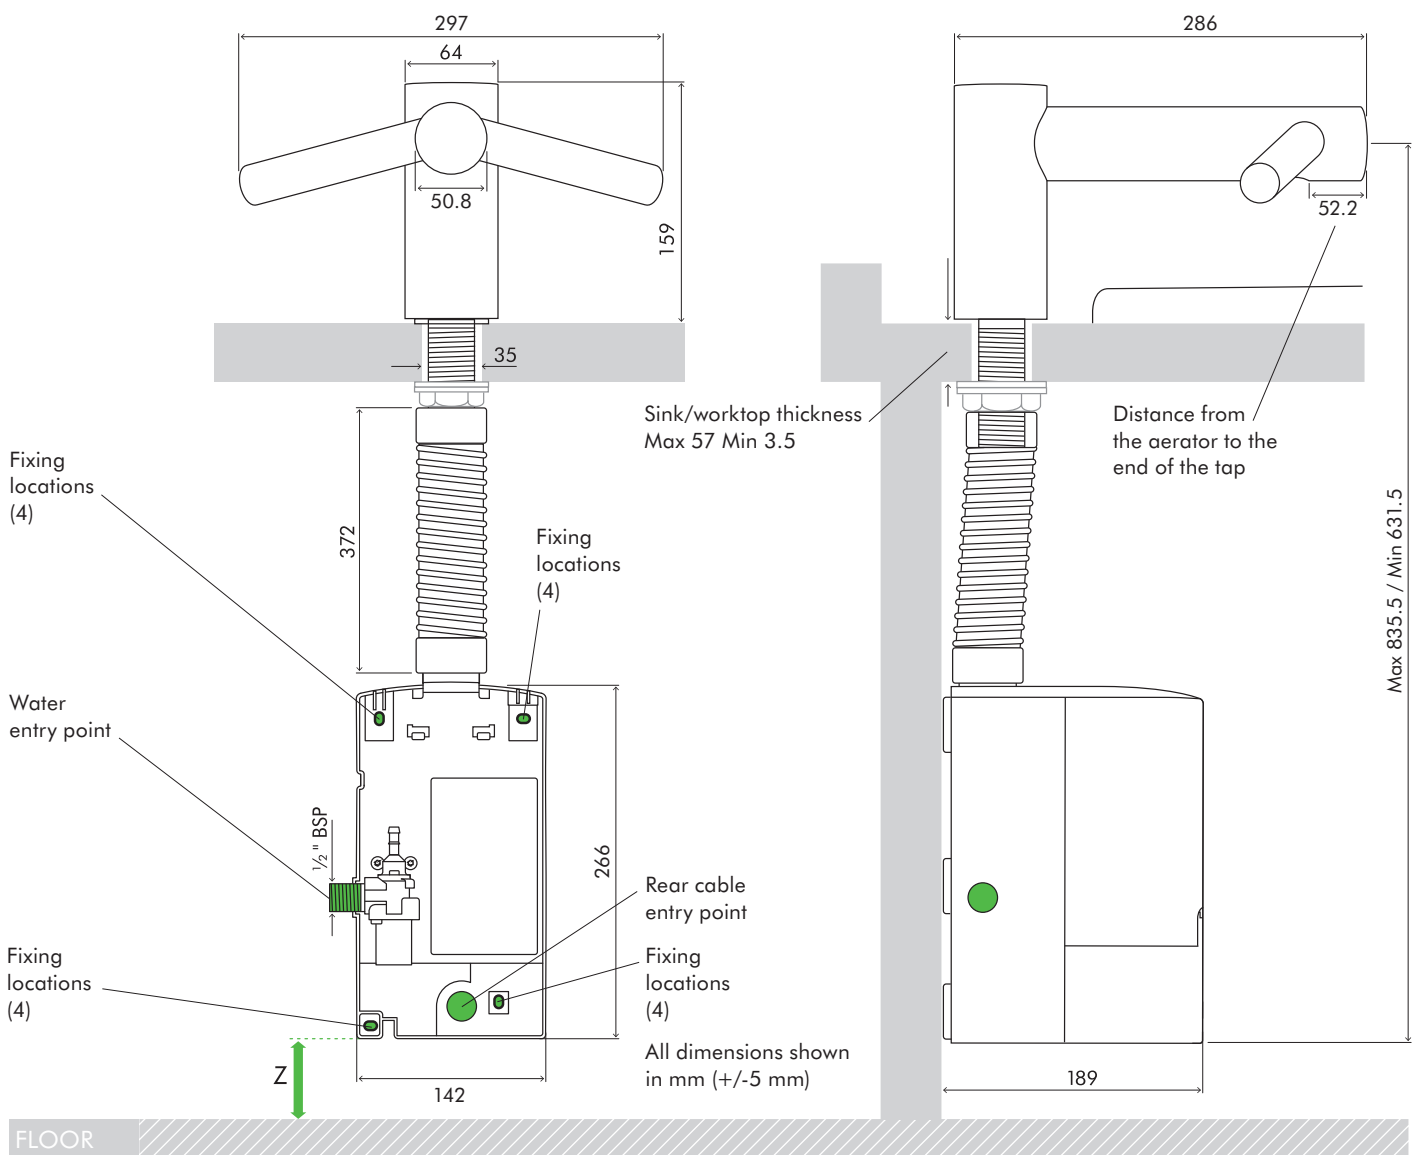 297
64
286
50.8
159
52.2
35
Sink/worktop thickness
Max 57 Min 3.5
Distance from
the aerator to the
end of the tap
Fixing
locations
(4)
372
Fixing
locations
(4)
Max 835.5 / Min 631.5
Water
entry point
1/2 " BSP
266
Rear cable
entry point
Fixing
locations
(4)
Fixing
locations
(4)
All dimensions shown
in mm (+/-5 mm)
Z
142
189
FLOOR